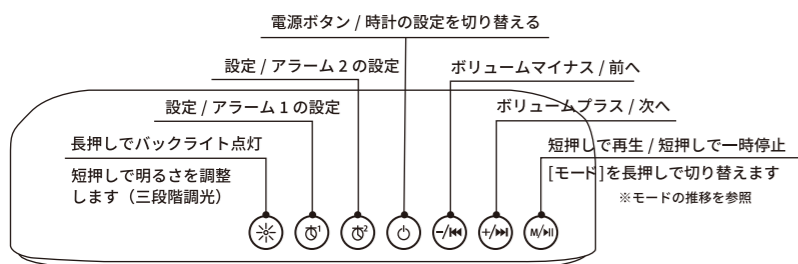 電源ボタン / 時計の設定を切り替える
設定 / アラーム 2 の設定
ボリュームマイナス / 前へ
設定 / アラーム 1 の設定
ボリュームプラス / 次へ
長押しでバックライト点灯
短押しで明るさを調整
します（三段階調光）
短押しで再生 / 短押しで一時停止
[モード]を長押しで切り替えます
※モードの推移を参照
1
2
−/⏮
+/⏭
M/⏯